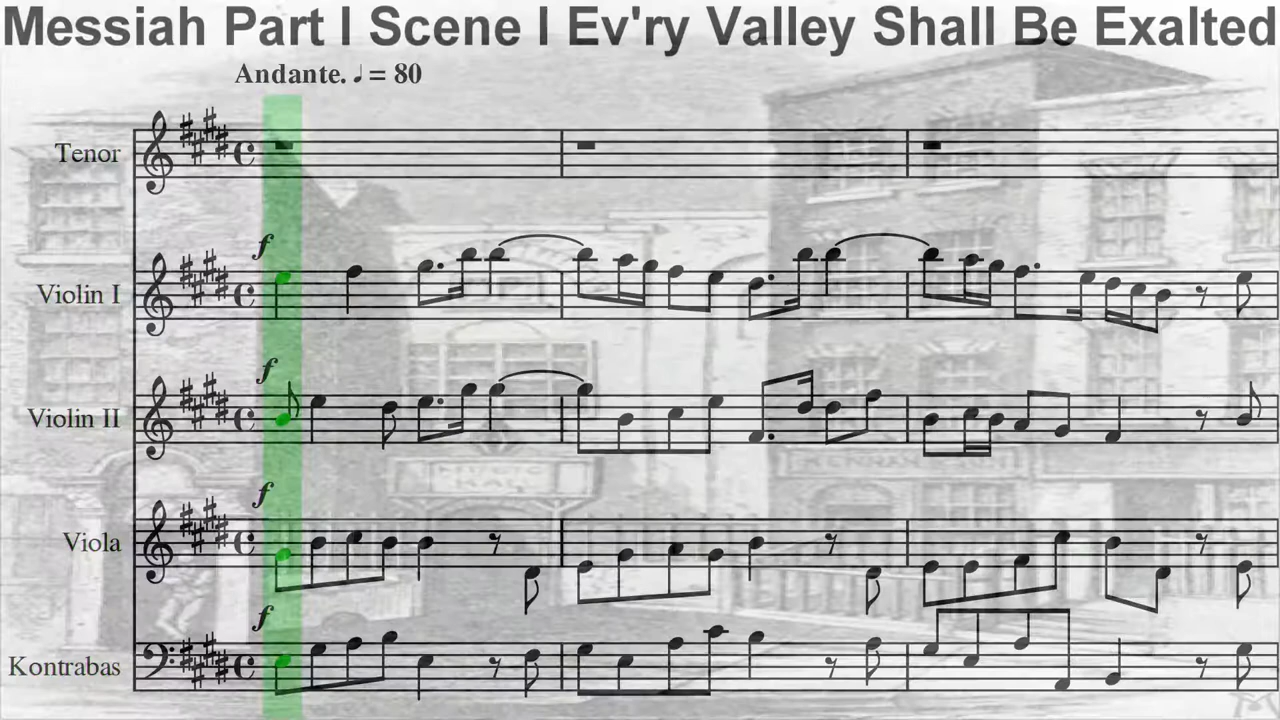 Messiah Part I Scene I Ev'ry Valley Shall Be Exalted
Andante. ♩ = 80
Tenor
f
Violin I
f
Violin II
f
Viola
f
Kontrabas